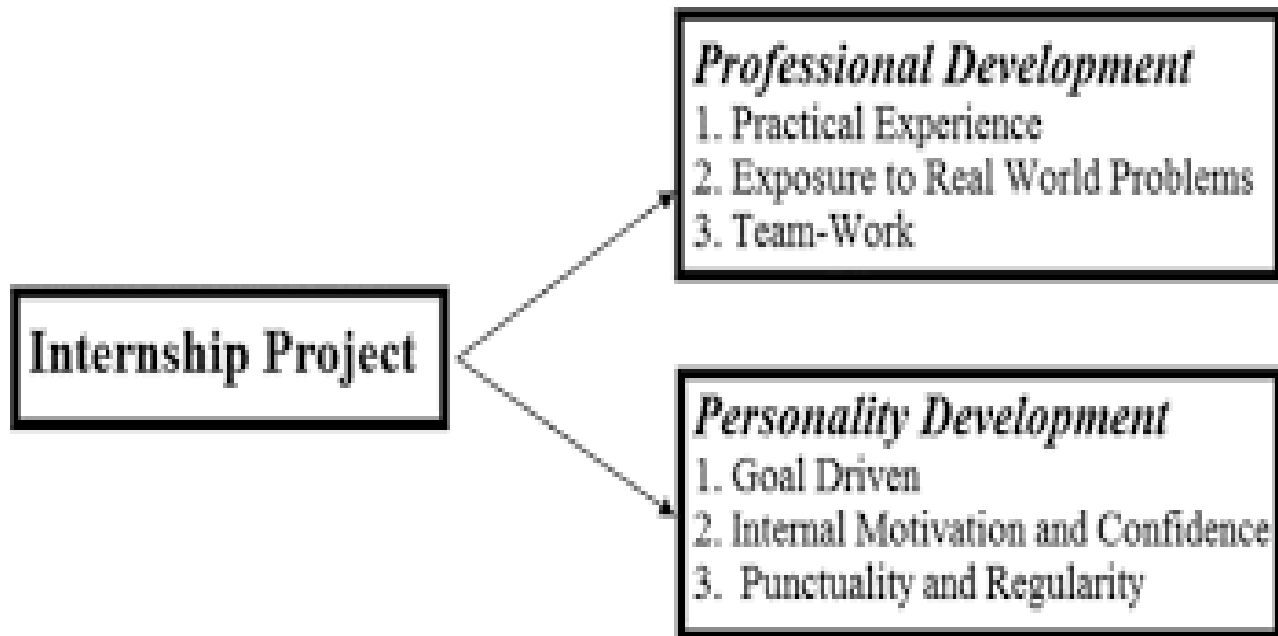 Internship Project
Professional Development
1. Practical Experience
2. Exposure to Real World Problems
3. Team-Work
Personality Development
1. Goal Driven
2. Internal Motivation and Confidence
3. Punctuality and Regularity